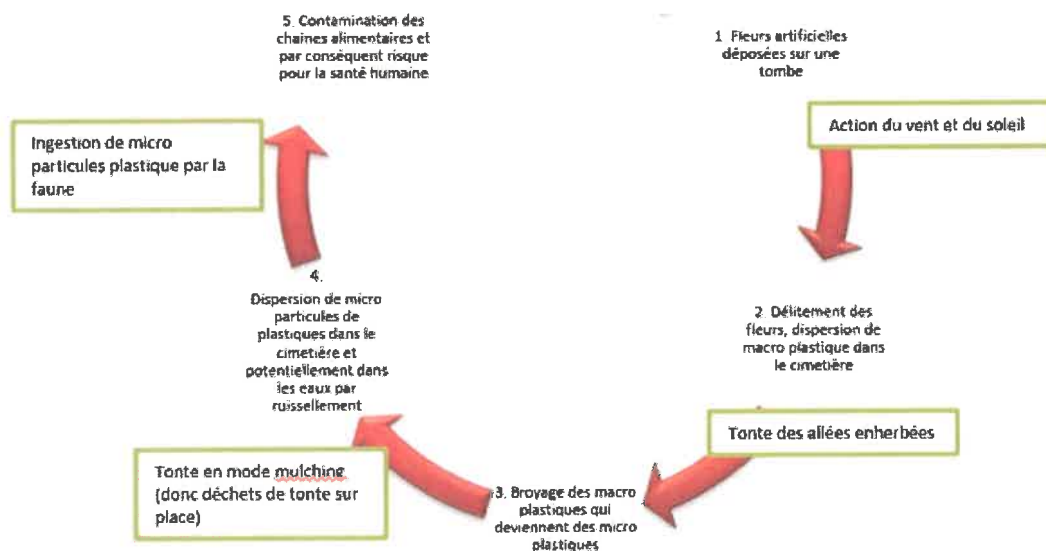 5. Contamination des
chaines alimentaires et
par conséquent risque
pour la santé humaine
1. Fleurs artificielles
déposées sur une
tombe
Action du vent et du soleil
Ingestion de micro
particules plastique par la
faune
4.
Dispersion de micro
particules de
plastiques dans le
cimetière et
potentiellement dans
les eaux par
ruissellement
2. Délitement des
fleurs, dispersion de
macro plastique dans
le cimetière
Tonte des allées enherbées
Tonte en mode mulching
(donc déchets de tonte sur
place)
3. Broyage des macro
plastiques qui
deviennent des micro
plastiques